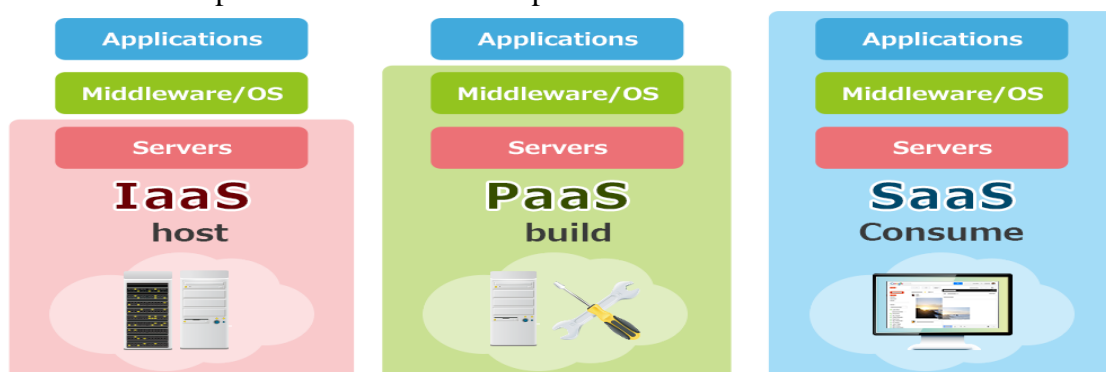 Applications
Middleware/OS
Servers
IaaS
host
Applications
Middleware/OS
Servers
PaaS
build
Applications
Middleware/OS
Servers
SaaS
Consume